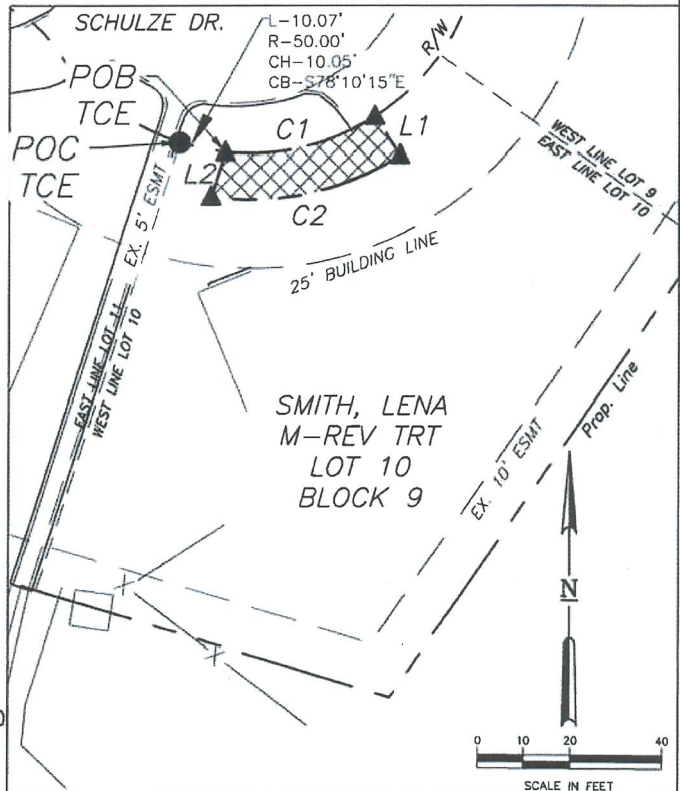 SCHULZE DR.
L-10.07'
R-50.00'
CH-10.05'
CB-S78°10'15"E
R/W
POB
TCE
POC
TCE
C1
L1
L2
C2
WEST LINE LOT 9
EAST LINE LOT 10
EX. 5' ESMT
25' BUILDING LINE
EAST LINE LOT 11
WEST LINE LOT 10
SMITH, LENA
M-REV TRT
LOT 10
BLOCK 9
EX. 10' ESMT
Prop. Line
N
0 10 20 40
SCALE IN FEET